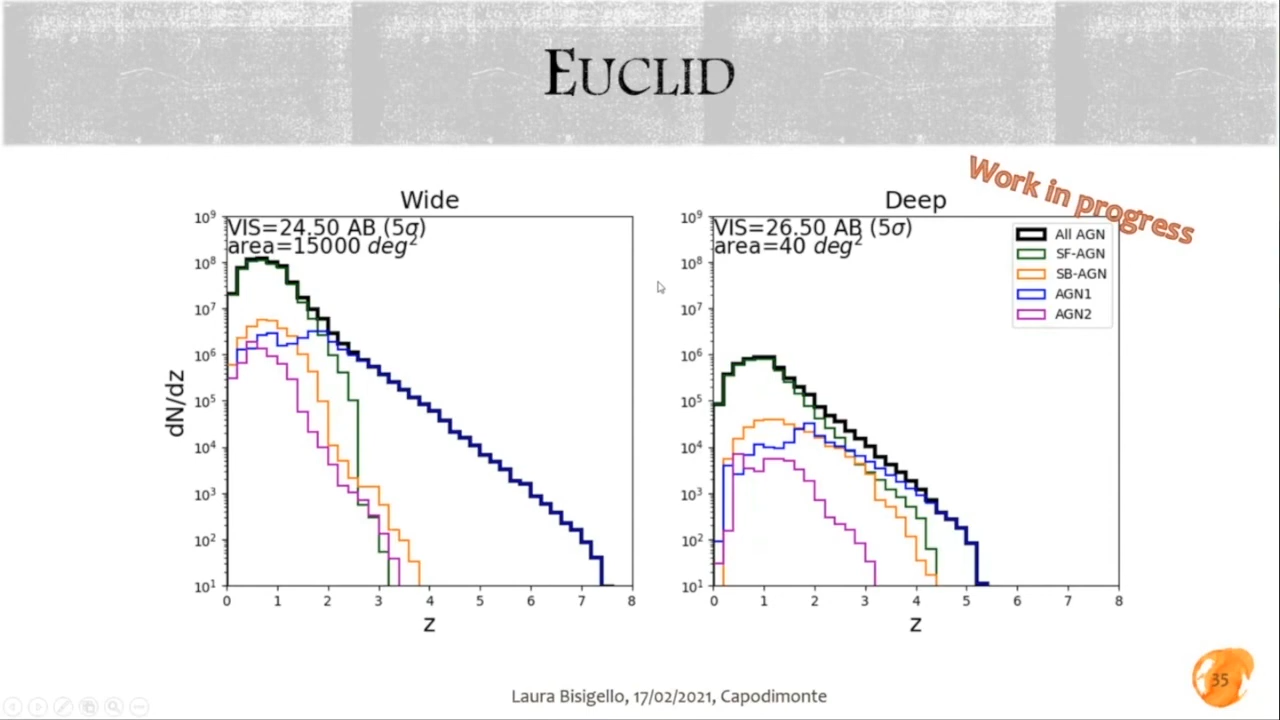 EUCLID
Work in progress
Wide
VIS=24.50 AB (5σ)
area=15000 deg²
10⁹
10⁸
10⁷
10⁶
10⁵
10⁴
10³
10²
10¹
dN/dz
0 1 2 3 4 5 6 7 8
z
Deep
VIS=26.50 AB (5σ)
area=40 deg²
All AGN
SF-AGN
SB-AGN
AGN1
AGN2
10⁹
10⁸
10⁷
10⁶
10⁵
10⁴
10³
10²
10¹
0 1 2 3 4 5 6 7 8
z
Laura Bisigello, 17/02/2021, Capodimonte
35